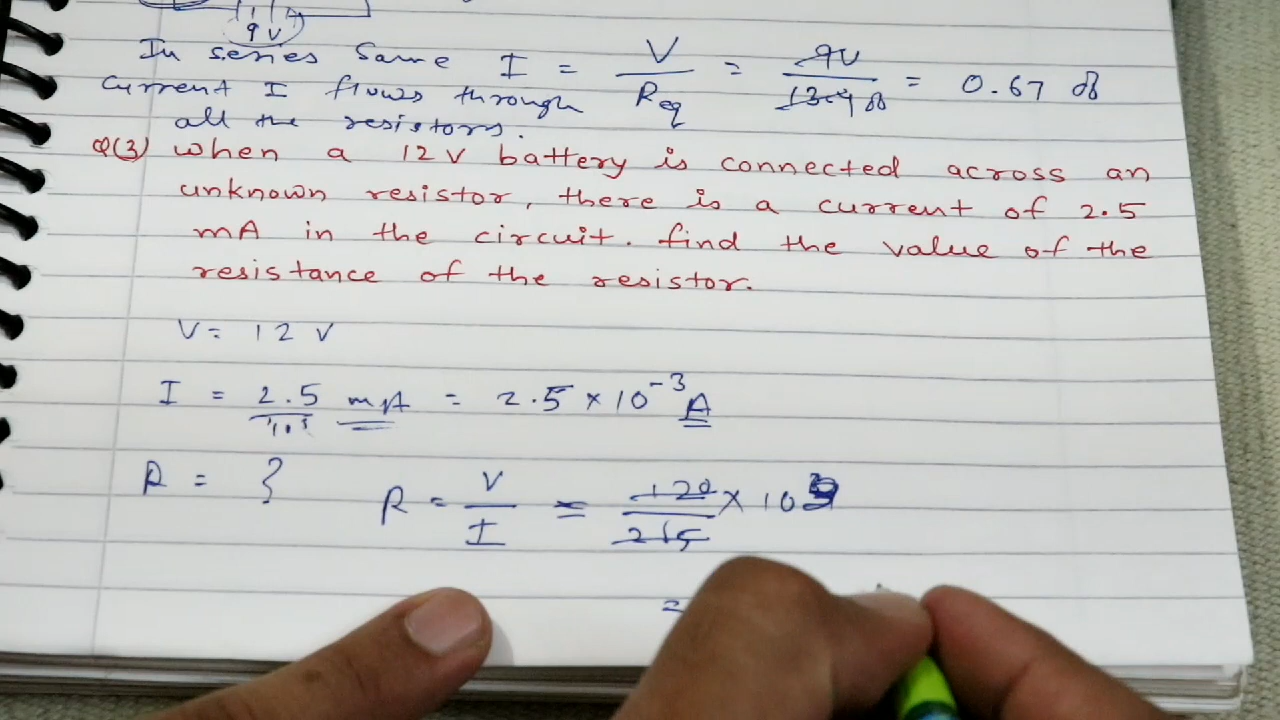 9V
In series Same I = V / Req = 9V / 13.4 Ω = 0.67 Ω
Current I flows through
all the resistors.
Q(3) When a 12 V battery is connected across an
unknown resistor, there is a current of 2.5
mA in the circuit. find the value of the
resistance of the resistor.
V = 12 V
I = 2.5 mA = 2.5 × 10⁻³ A
R = ? R = V / I = 120 / 25 × 10
=